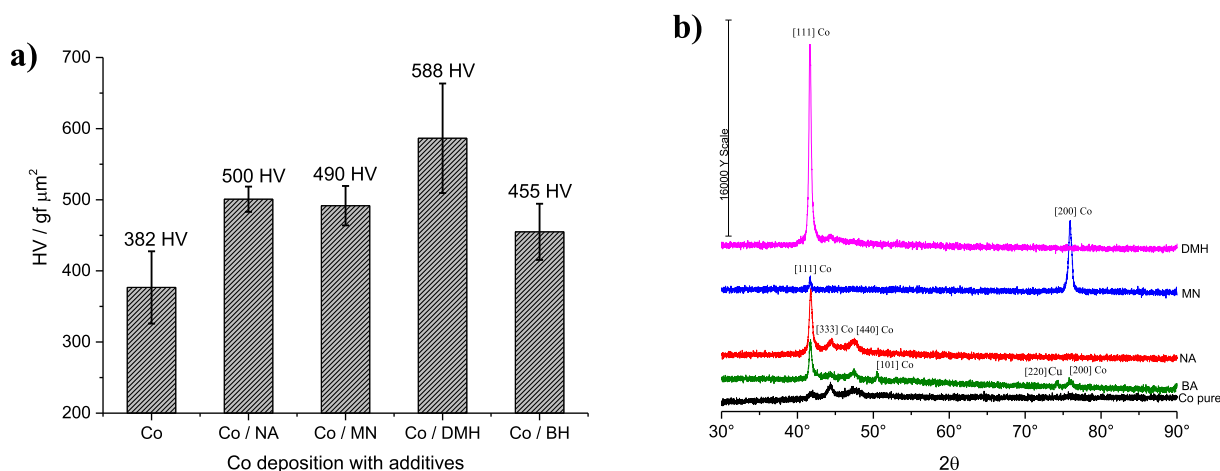 a)
700
600
500
400
300
200
HV / gf μm²
382 HV
500 HV
490 HV
588 HV
455 HV
Co
Co / NA
Co / MN
Co / DMH
Co / BH
Co deposition with additives
b)
16000 Y Scale
[111] Co
[200] Co
DMH
[111] Co
MN
[333] Co
[440] Co
NA
[101] Co
[220] Cu
[200] Co
BA
Co pure
30°
40°
50°
60°
70°
80°
90°
2θ